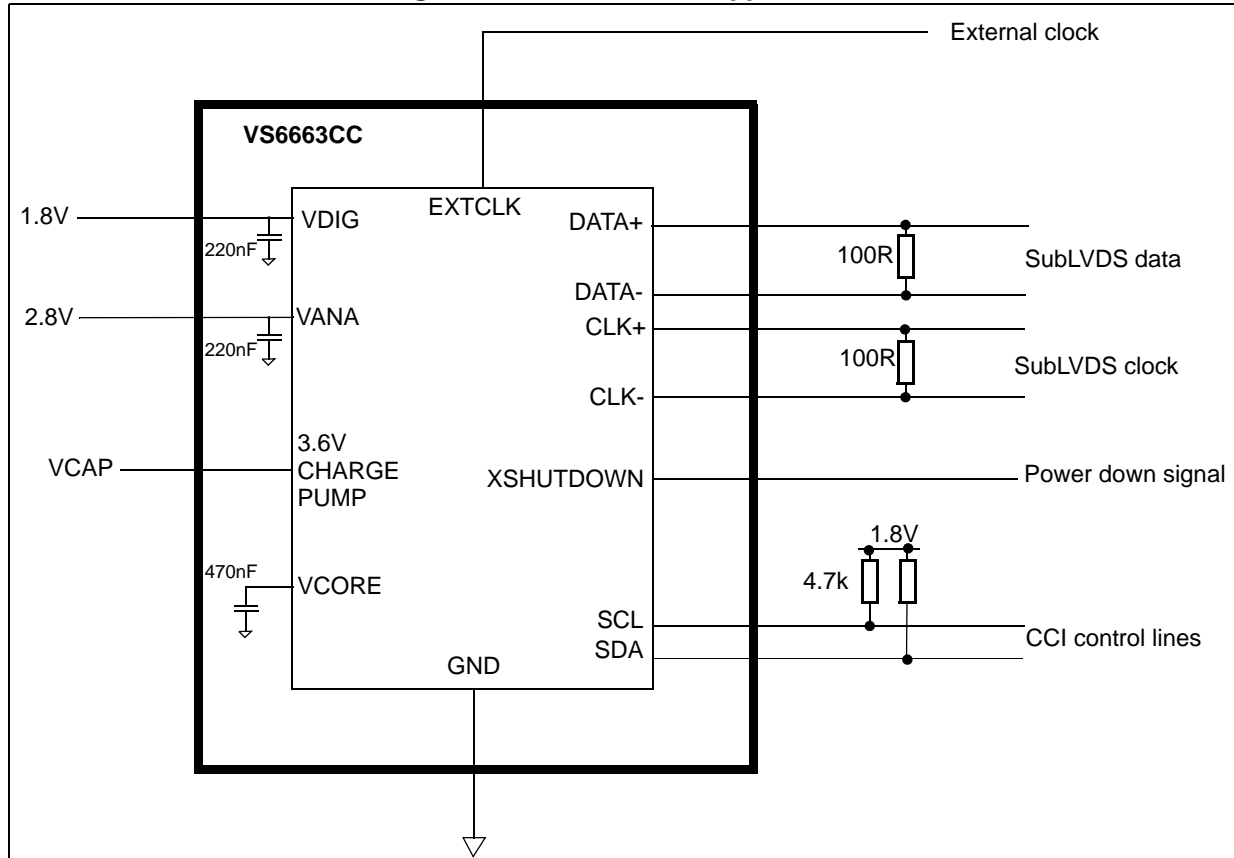 External clock
VS6663CC
1.8V
VDIG
EXTCLK
DATA+
220nF
100R
SubLVDS data
DATA-
2.8V
VANA
CLK+
220nF
100R
SubLVDS clock
CLK-
3.6V
CHARGE
PUMP
VCAP
XSHUTDOWN
Power down signal
1.8V
470nF
4.7k
VCORE
SCL
SDA
CCI control lines
GND